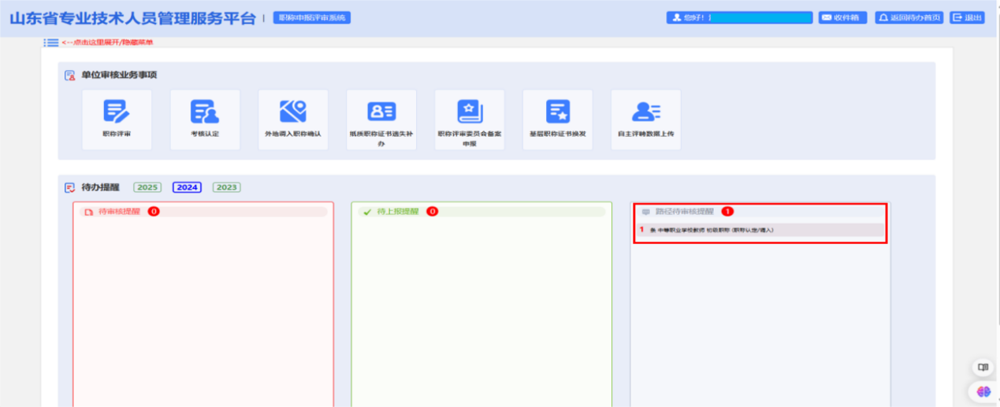 山东省专业技术人员管理服务平台 | 职称申报评审系统 您好! 收件箱 返回待办首页 退出
<--点击这里展开/隐藏菜单
单位审核业务事项
职称评审 考核认定 外地调入职称确认 纸质职称证书遗失补办 职称评审委员会备案申报 基层职称证书换发 自主评聘数据上传
待办提醒 2025 2024 2023
待审核提醒 0 待上报提醒 0 路径待审核提醒 1
1 条 中等职业学校教师 初级职称 (职称认定/调入)